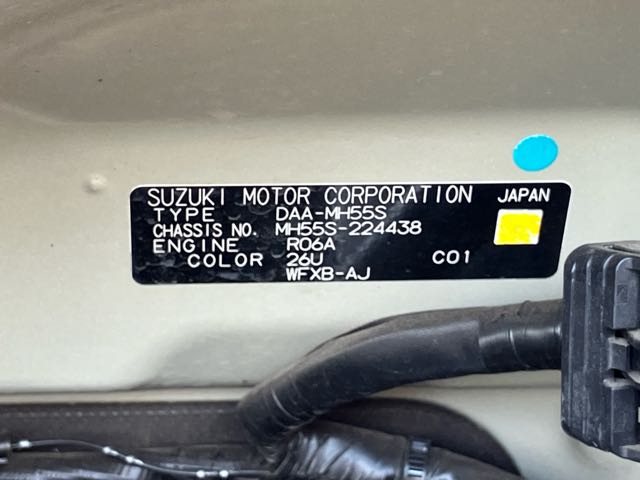 SUZUKI MOTOR CORPORATION JAPAN
TYPE DAA-MH55S
CHASSIS NO. MH55S-224438
ENGINE R06A
COLOR 26U C01
WFXB-AJ